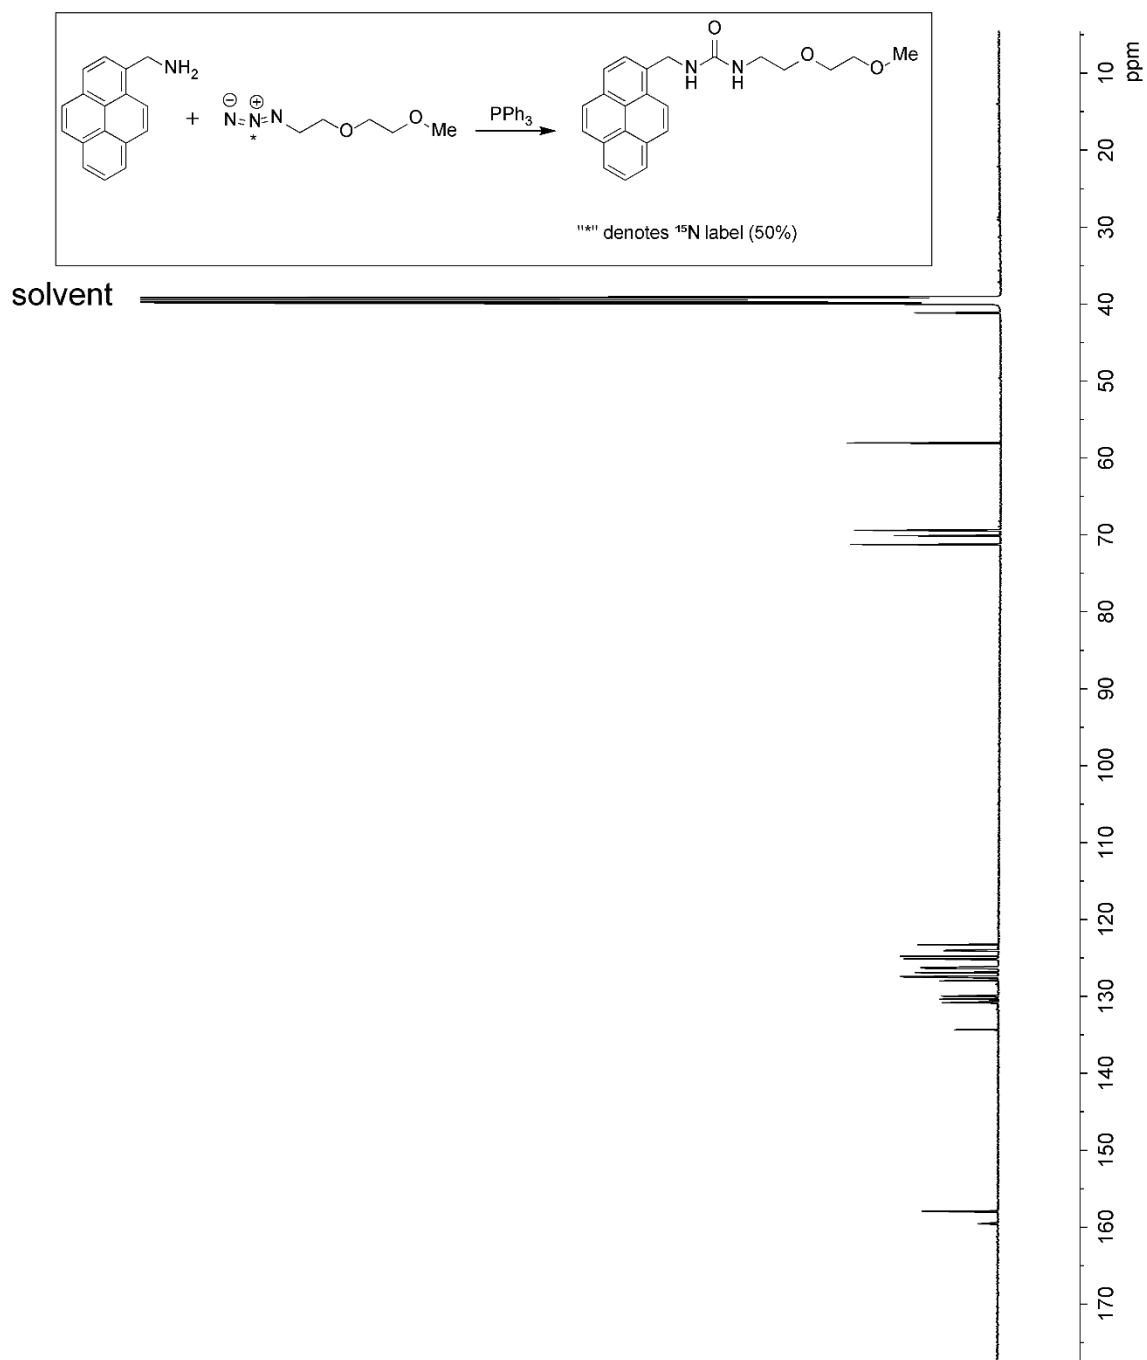 NH2
+
⊖ ⊕
N=N=N
*
O
O
Me
PPh3
O
N
H
N
H
O
O
Me
"*" denotes ¹⁵N label (50%)
solvent
ppm
10
20
30
40
50
60
70
80
90
100
110
120
130
140
150
160
170